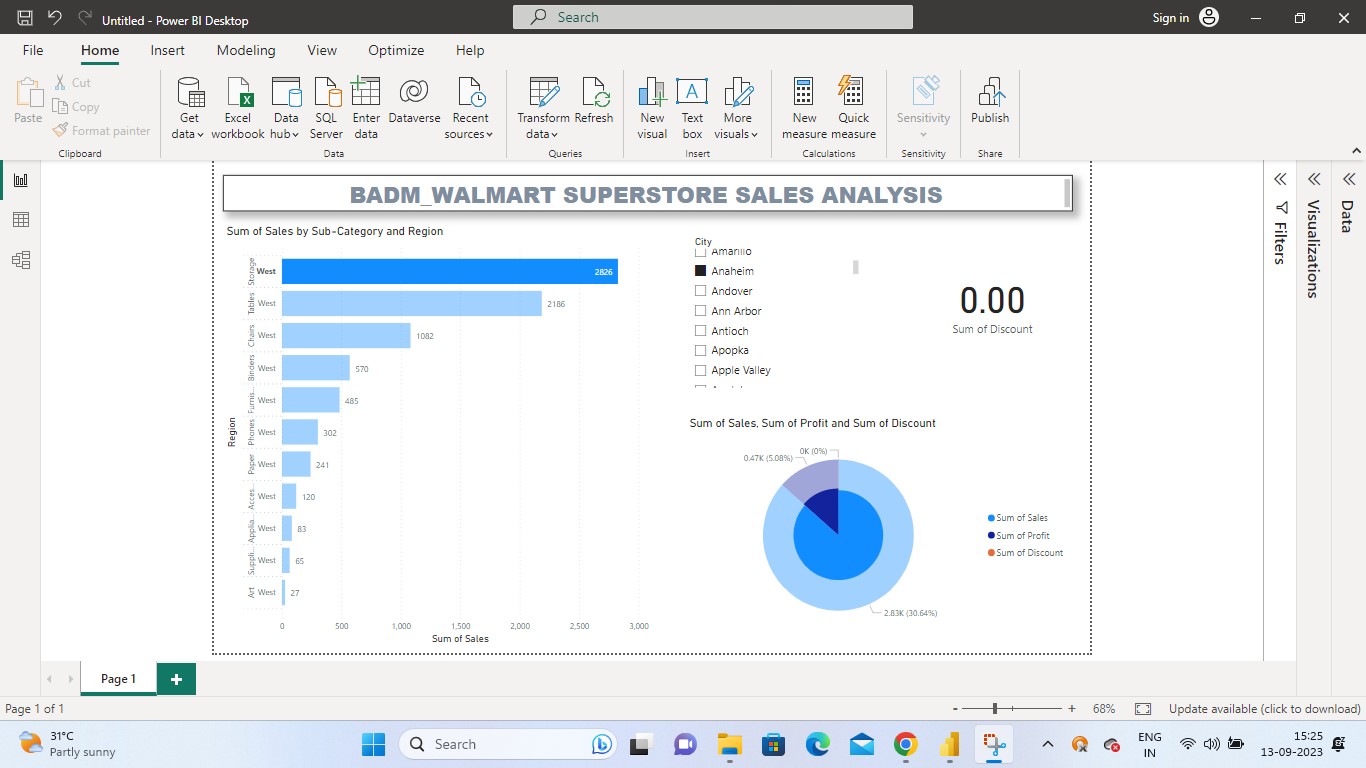 Untitled - Power BI Desktop
Search
Sign in
File Home Insert Modeling View Optimize Help
Paste
Cut
Copy
Format painter
Clipboard
Get data
Excel workbook
Data hub
SQL Server
Enter data
Dataverse
Recent sources
Data
Transform data
Refresh
Queries
New visual
Text box
More visuals
Insert
New measure
Quick measure
Calculations
Sensitivity
Sensitivity
Publish
Share
BADM_WALMART SUPERSTORE SALES ANALYSIS
Sum of Sales by Sub-Category and Region
Region
Storage West 2826
Tables West 2186
Chairs West 1082
Binders West 570
Furnis... West 485
Phones West 302
Paper West 241
Acces... West 120
Applia... West 83
Suppli... West 65
Art West 27
0 500 1,000 1,500 2,000 2,500 3,000
Sum of Sales
City
Amarillo
Anaheim
Andover
Ann Arbor
Antioch
Apopka
Apple Valley
0.00
Sum of Discount
Sum of Sales, Sum of Profit and Sum of Discount
0K (0%)
0.47K (5.08%)
2.83K (30.64%)
Sum of Sales
Sum of Profit
Sum of Discount
Filters
Visualizations
Data
Page 1
Page 1 of 1
- + 68%
Update available (click to download)
31°C
Partly sunny
Search
ENG
IN
15:25
13-09-2023